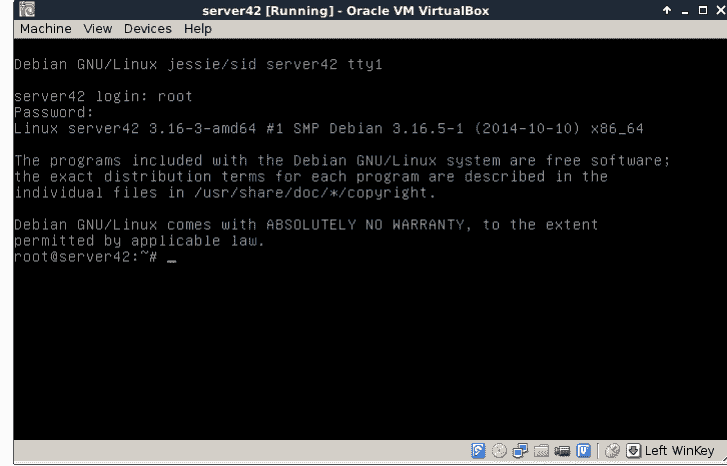 server42 [Running] - Oracle VM VirtualBox
Machine View Devices Help
Debian GNU/Linux jessie/sid server42 tty1
server42 login: root
Password:
Linux server42 3.16-3-amd64 #1 SMP Debian 3.16.5-1 (2014-10-10) x86_64
The programs included with the Debian GNU/Linux system are free software;
the exact distribution terms for each program are described in the
individual files in /usr/share/doc/*/copyright.
Debian GNU/Linux comes with ABSOLUTELY NO WARRANTY, to the extent
permitted by applicable law.
root@server42:~# _
Left WinKey